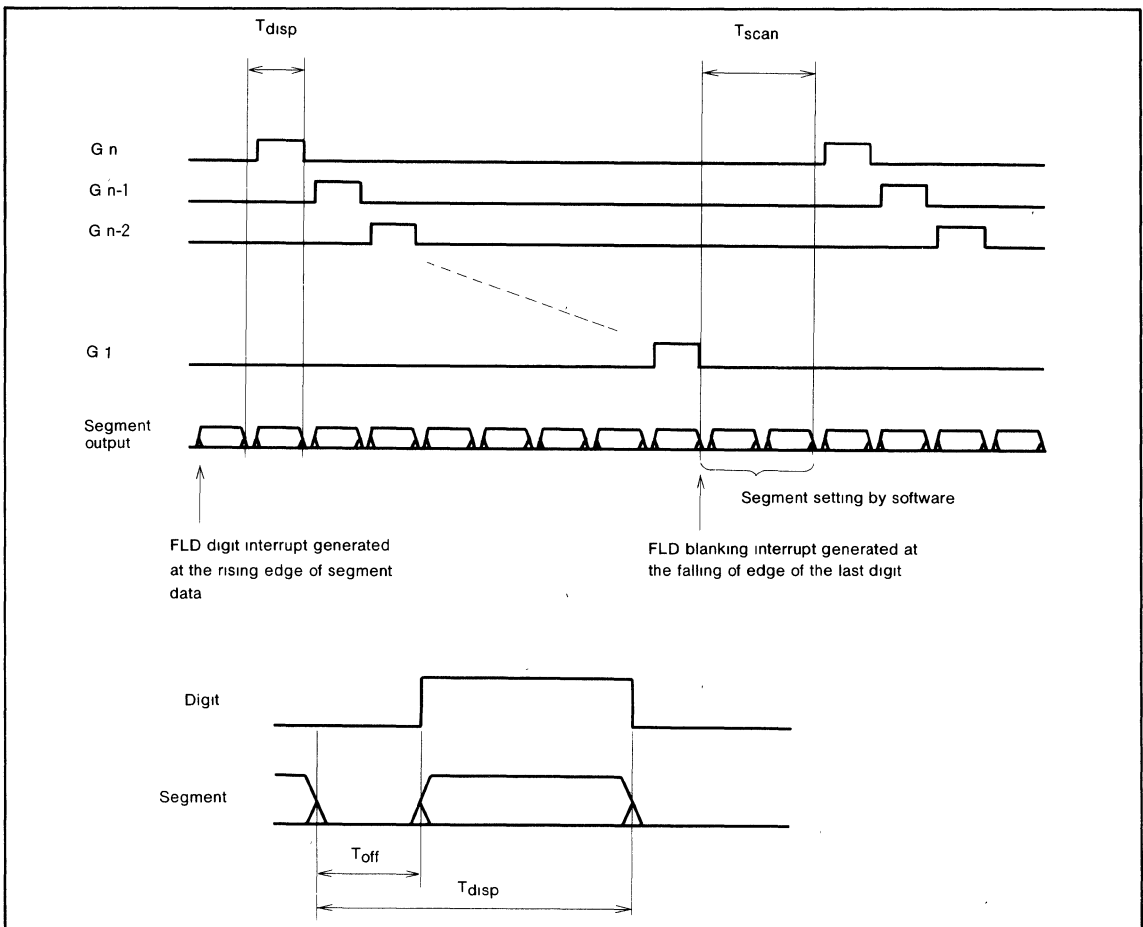 Tdisp
Tscan
G n
G n-1
G n-2
G 1
Segment
output
Segment setting by software
FLD digit interrupt generated
at the rising edge of segment
data
FLD blanking interrupt generated at
the falling of edge of the last digit
Digit
Segment
Toff
Tdisp